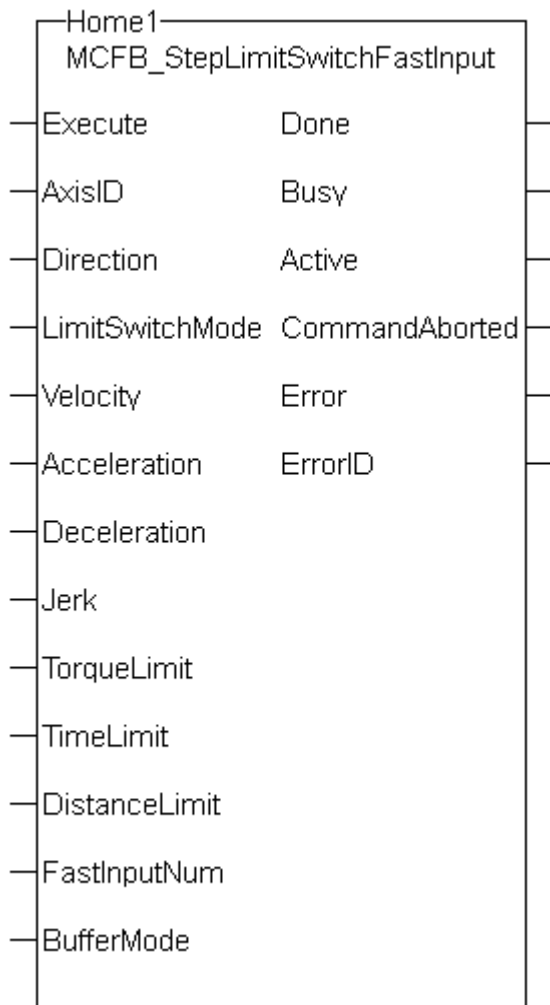 Home1
MCFB_StepLimitSwitchFastInput
Execute Done
AxisID Busy
Direction Active
LimitSwitchMode CommandAborted
Velocity Error
Acceleration ErrorID
Deceleration
Jerk
TorqueLimit
TimeLimit
DistanceLimit
FastInputNum
BufferMode